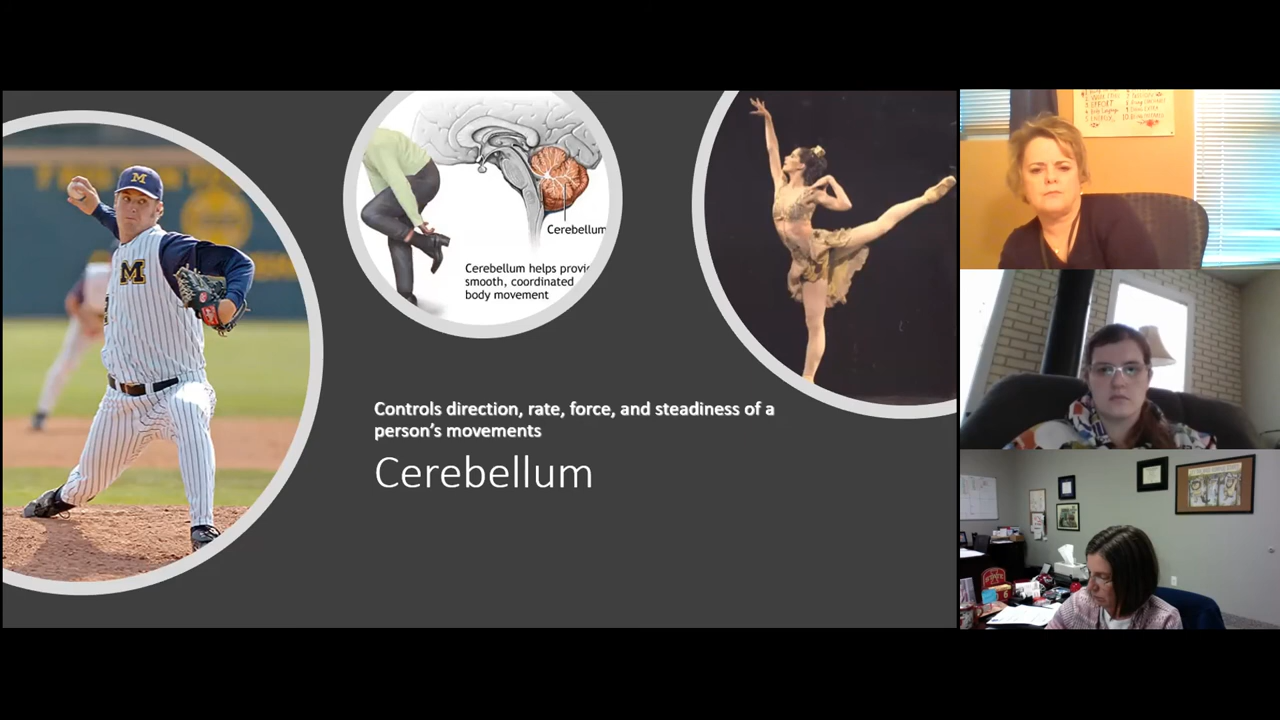 M
M
Cerebellum
Cerebellum helps provi
smooth, coordinated
body movement
Controls direction, rate, force, and steadiness of a
person's movements
Cerebellum